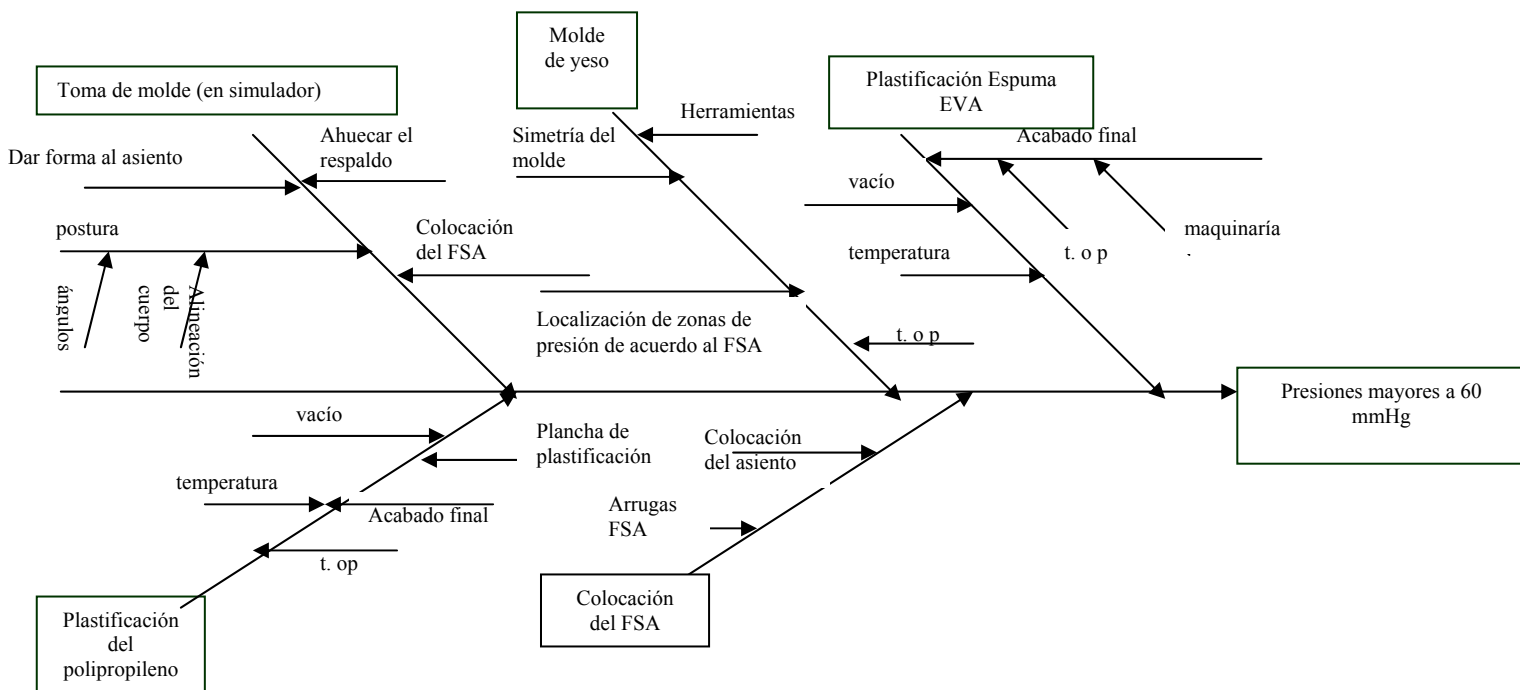 Molde
de yeso
Toma de molde (en simulador)
Plastificación Espuma
EVA
Herramientas
Ahuecar el
respaldo
Simetría del
molde
Acabado final
Dar forma al asiento
vacío
postura
Colocación
del FSA
maquinaría
t. o p
temperatura
ángulos
Alineación
del
cuerpo
Localización de zonas de
presión de acuerdo al FSA
t. o p
Presiones mayores a 60
mmHg
vacío
Plancha de
plastificación
Colocación
del asiento
temperatura
Acabado final
Arrugas
FSA
t. op
Plastificación
del
polipropileno
Colocación
del FSA